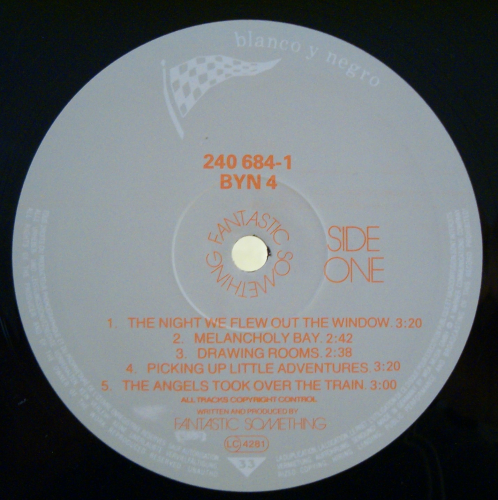 blanco y negro
240 684-1
BYN 4
FANTASTIC SOMETHING
SIDE
ONE
1. THE NIGHT WE FLEW OUT THE WINDOW. 3:20
2. MELANCHOLY BAY. 2:42
3. DRAWING ROOMS. 2:38
4. PICKING UP LITTLE ADVENTURES. 3:20
5. THE ANGELS TOOK OVER THE TRAIN. 3:00
ALL TRACKS COPYRIGHT CONTROL
WRITTEN AND PRODUCED BY
FANTASTIC SOMETHING
LC 4281
33